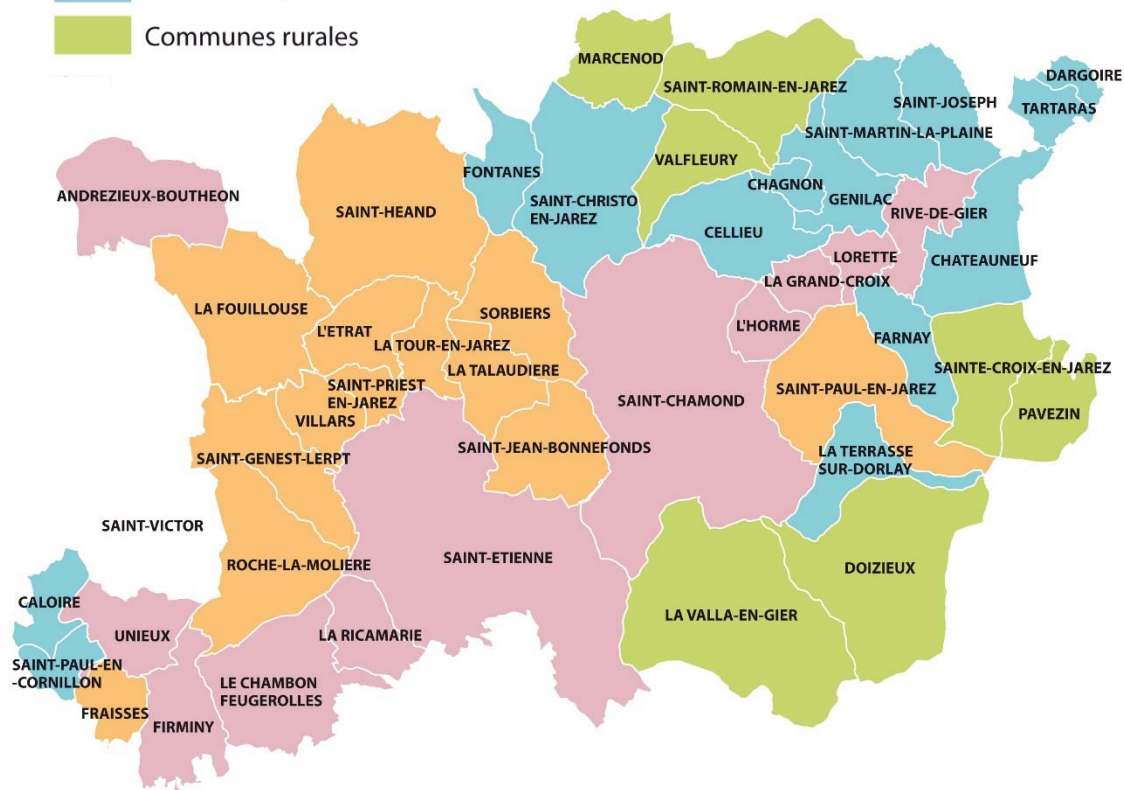 Communes rurales
MARCENOD
SAINT-ROMAIN-EN-JAREZ
DARGOIRE
SAINT-JOSEPH
TARTARAS
SAINT-MARTIN-LA-PLAINE
VALFLEURY
FONTANES
CHAGNON
ANDREZIEUX-BOUTHEON
SAINT-CHRISTO
EN-JAREZ
GENILAC
SAINT-HEAND
RIVE-DE-GIER
CELLIEU
LORETTE
CHATEAUNEUF
LA GRAND-CROIX
LA FOUILLOUSE
SORBIERS
L'ETRAT
L'HORME
FARNAY
LA TOUR-EN-JAREZ
SAINTE-CROIX-EN-JAREZ
LA TALAUDIERE
SAINT-PRIEST
EN-JAREZ
SAINT-PAUL-EN-JAREZ
SAINT-CHAMOND
PAVEZIN
VILLARS
SAINT-JEAN-BONNEFONDS
LA TERRASSE
SUR-DORLAY
SAINT-GENEST-LERPT
SAINT-VICTOR
SAINT-ETIENNE
ROCHE-LA-MOLIERE
DOIZIEUX
CALOIRE
LA VALLA-EN-GIER
UNIEUX
LA RICAMARIE
SAINT-PAUL-EN
-CORNILLON
LE CHAMBON
FEUGEROLLES
FRAISSES
FIRMINY